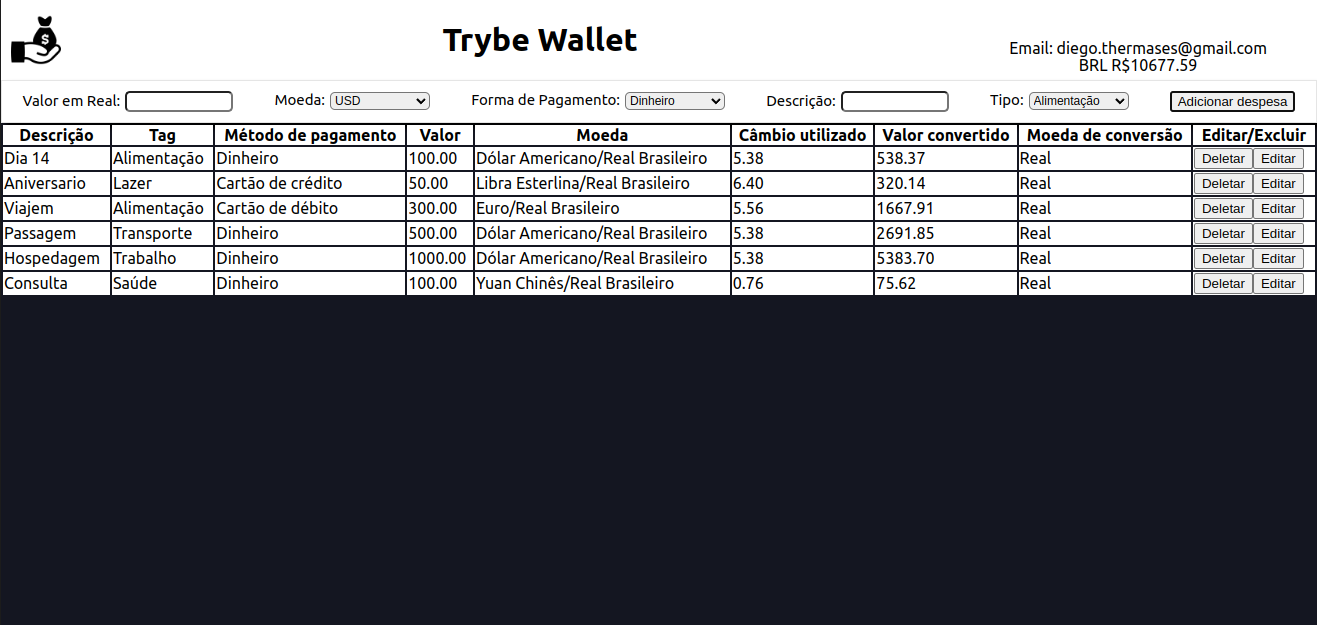 $
Trybe Wallet
Email: diego.thermases@gmail.com
BRL R$10677.59
Valor em Real: Moeda: USD Forma de Pagamento: Dinheiro Descrição: Tipo: Alimentação Adicionar despesa
Descrição Tag Método de pagamento Valor Moeda Câmbio utilizado Valor convertido Moeda de conversão Editar/Excluir
Dia 14 Alimentação Dinheiro 100.00 Dólar Americano/Real Brasileiro 5.38 538.37 Real Deletar Editar
Aniversario Lazer Cartão de crédito 50.00 Libra Esterlina/Real Brasileiro 6.40 320.14 Real Deletar Editar
Viajem Alimentação Cartão de débito 300.00 Euro/Real Brasileiro 5.56 1667.91 Real Deletar Editar
Passagem Transporte Dinheiro 500.00 Dólar Americano/Real Brasileiro 5.38 2691.85 Real Deletar Editar
Hospedagem Trabalho Dinheiro 1000.00 Dólar Americano/Real Brasileiro 5.38 5383.70 Real Deletar Editar
Consulta Saúde Dinheiro 100.00 Yuan Chinês/Real Brasileiro 0.76 75.62 Real Deletar Editar